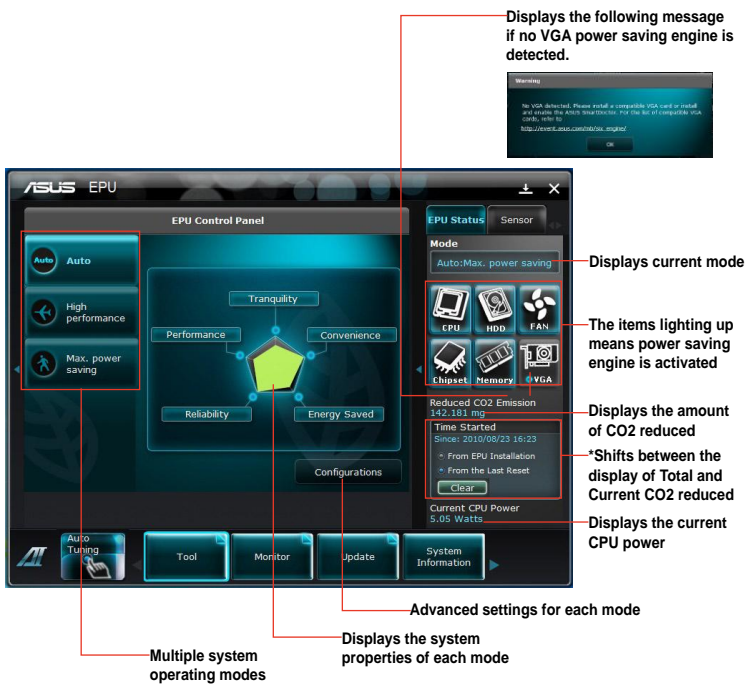 Displays the following message
if no VGA power saving engine is
detected.
Warning
No VGA detected. Please install a compatible VGA card or install
and enable the ASUS SmartDoctor. For the list of compatible VGA
cards, refer to
http://event.asus.com/mb/six_engine/
OK
ASUS EPU
EPU Control Panel
Auto Auto
High
performance
Max. power
saving
Tranquility
Performance
Convenience
Reliability
Energy Saved
Configurations
EPU Status
Sensor
Mode
Auto:Max. power saving
CPU
HDD
FAN
Chipset
Memory
VGA
Reduced CO2 Emission
142.181 mg
Time Started
Since: 2010/08/23 16:23
From EPU Installation
From the Last Reset
Clear
Current CPU Power
5.05 Watts
Displays current mode
The items lighting up
means power saving
engine is activated
Displays the amount
of CO2 reduced
*Shifts between the
display of Total and
Current CO2 reduced
Displays the current
CPU power
AI
Auto
Tuning
Tool
Monitor
Update
System
Information
Advanced settings for each mode
Displays the system
properties of each mode
Multiple system
operating modes